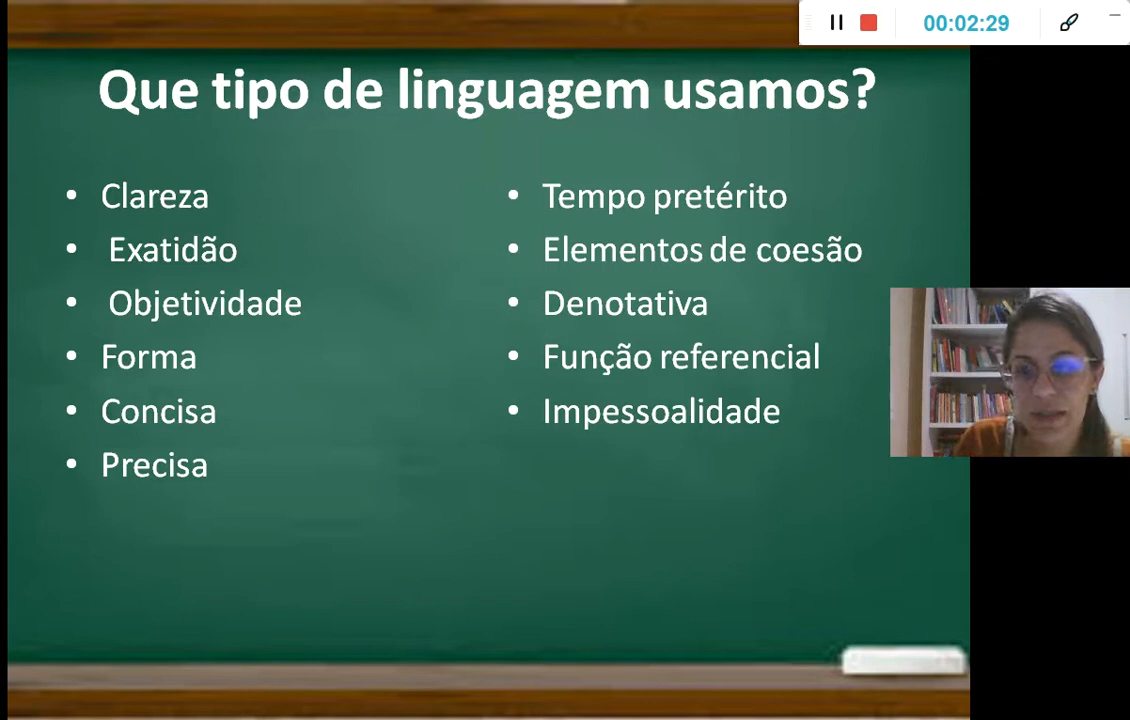 00:02:29
Que tipo de linguagem usamos?
• Clareza
• Exatidão
• Objetividade
• Forma
• Concisa
• Precisa
• Tempo pretérito
• Elementos de coesão
• Denotativa
• Função referencial
• Impessoalidade